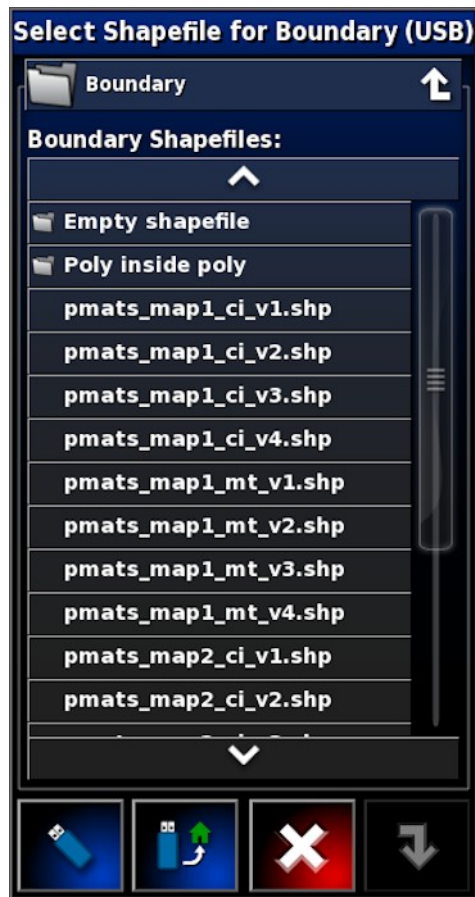 Select Shapefile for Boundary (USB)
Boundary
Boundary Shapefiles:
Empty shapefile
Poly inside poly
pmats_map1_ci_v1.shp
pmats_map1_ci_v2.shp
pmats_map1_ci_v3.shp
pmats_map1_ci_v4.shp
pmats_map1_mt_v1.shp
pmats_map1_mt_v2.shp
pmats_map1_mt_v3.shp
pmats_map1_mt_v4.shp
pmats_map2_ci_v1.shp
pmats_map2_ci_v2.shp